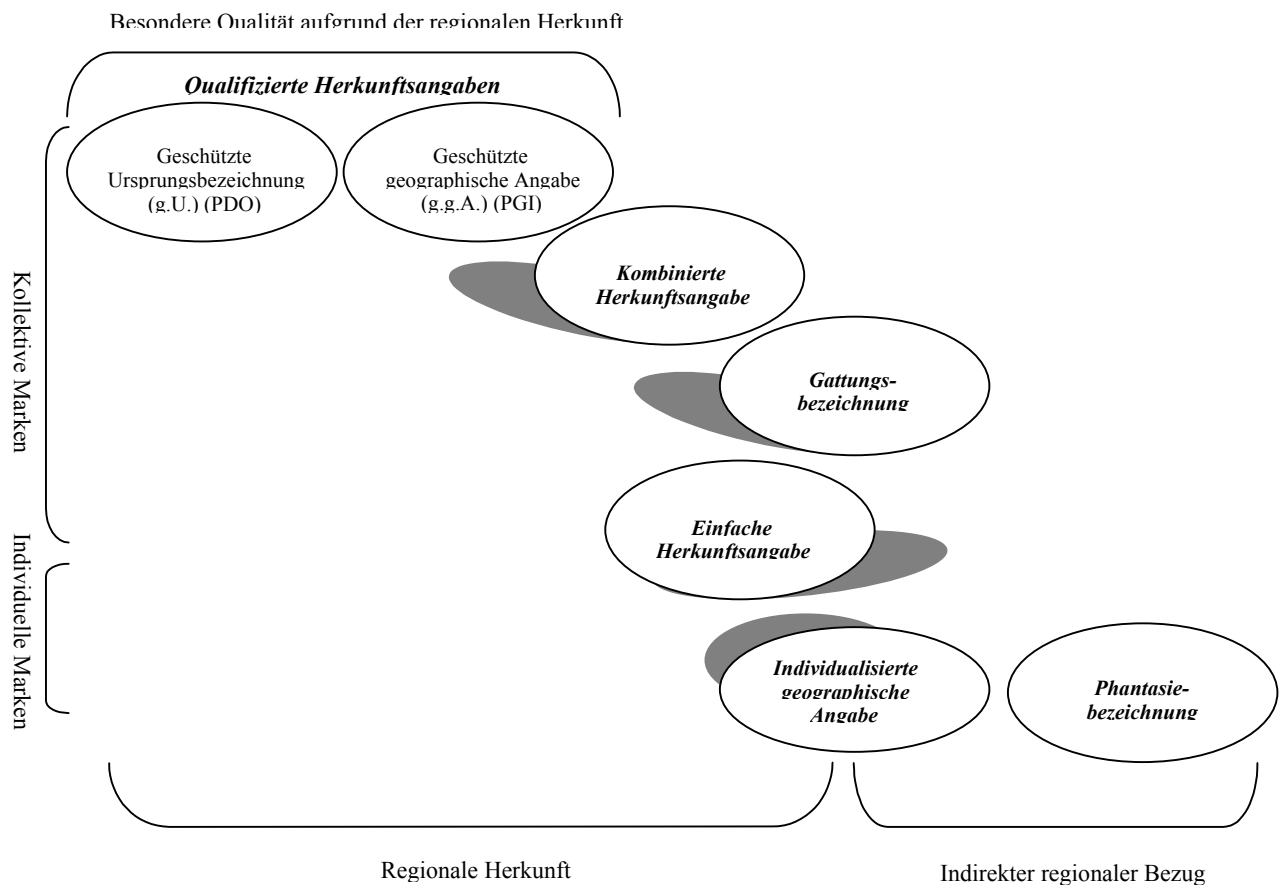 Besondere Qualität aufgrund der regionalen Herkunft
Qualifizierte Herkunftsangaben
Geschützte
Ursprungsbezeichnung
(g.U.) (PDO)
Geschützte
geographische Angabe
(g.g.A.) (PGI)
Kombinierte
Herkunftsangabe
Gattungs-
bezeichnung
Einfache
Herkunftsangabe
Individualisierte
geographische
Angabe
Phantasie-
bezeichnung
Kollektive Marken
Individuelle Marken
Regionale Herkunft
Indirekter regionaler Bezug